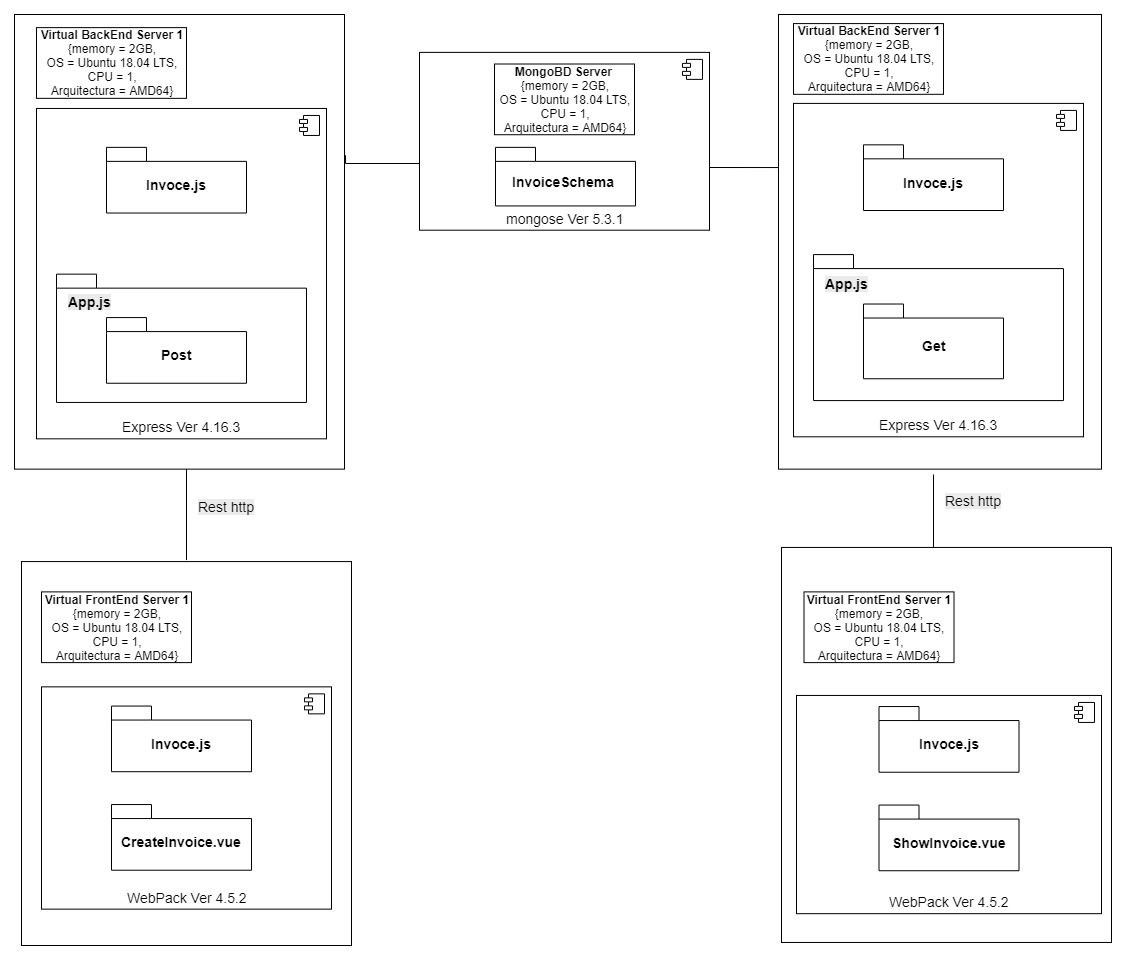 Virtual BackEnd Server 1
{memory = 2GB,
OS = Ubuntu 18.04 LTS,
CPU = 1,
Arquitectura = AMD64}
Invoce.js
App.js
Post
Express Ver 4.16.3
MongoBD Server
{memory = 2GB,
OS = Ubuntu 18.04 LTS,
CPU = 1,
Arquitectura = AMD64}
InvoiceSchema
mongose Ver 5.3.1
Virtual BackEnd Server 1
{memory = 2GB,
OS = Ubuntu 18.04 LTS,
CPU = 1,
Arquitectura = AMD64}
Invoce.js
App.js
Get
Express Ver 4.16.3
Rest http
Rest http
Virtual FrontEnd Server 1
{memory = 2GB,
OS = Ubuntu 18.04 LTS,
CPU = 1,
Arquitectura = AMD64}
Invoce.js
CreateInvoice.vue
WebPack Ver 4.5.2
Virtual FrontEnd Server 1
{memory = 2GB,
OS = Ubuntu 18.04 LTS,
CPU = 1,
Arquitectura = AMD64}
Invoce.js
ShowInvoice.vue
WebPack Ver 4.5.2